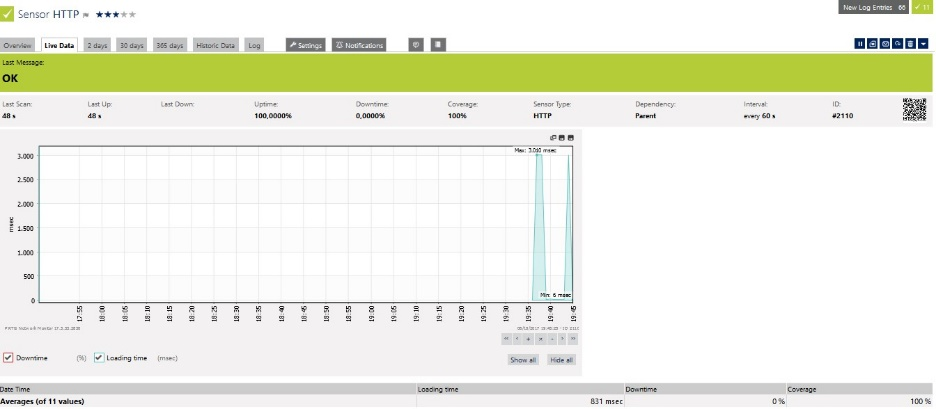 New Log Entries 66 11
Sensor HTTP
Overview Live Data 2 days 30 days 365 days Historic Data Log Settings Notifications
Last Message:
OK
Last Scan: Last Up: Last Down: Uptime: Downtime: Coverage: Sensor Type: Dependency: Interval: ID:
48 s 48 s 100,0000% 0,0000% 100% HTTP Parent every 60 s #2110
Max: 3.010 msec
3.000
2.500
2.000
1.500
1.000
500
0
msec
Min: 6 msec
17:55 18:00 18:05 18:10 18:15 18:20 18:25 18:30 18:35 18:40 18:45 18:50 18:55 19:00 19:05 19:10 19:15 19:20 19:25 19:30 19:35 19:40 19:45
PRTG Network Monitor
Downtime (%) Loading time (msec) Show all Hide all
Date Time Loading time Downtime Coverage
Averages (of 11 values) 831 msec 0 % 100 %